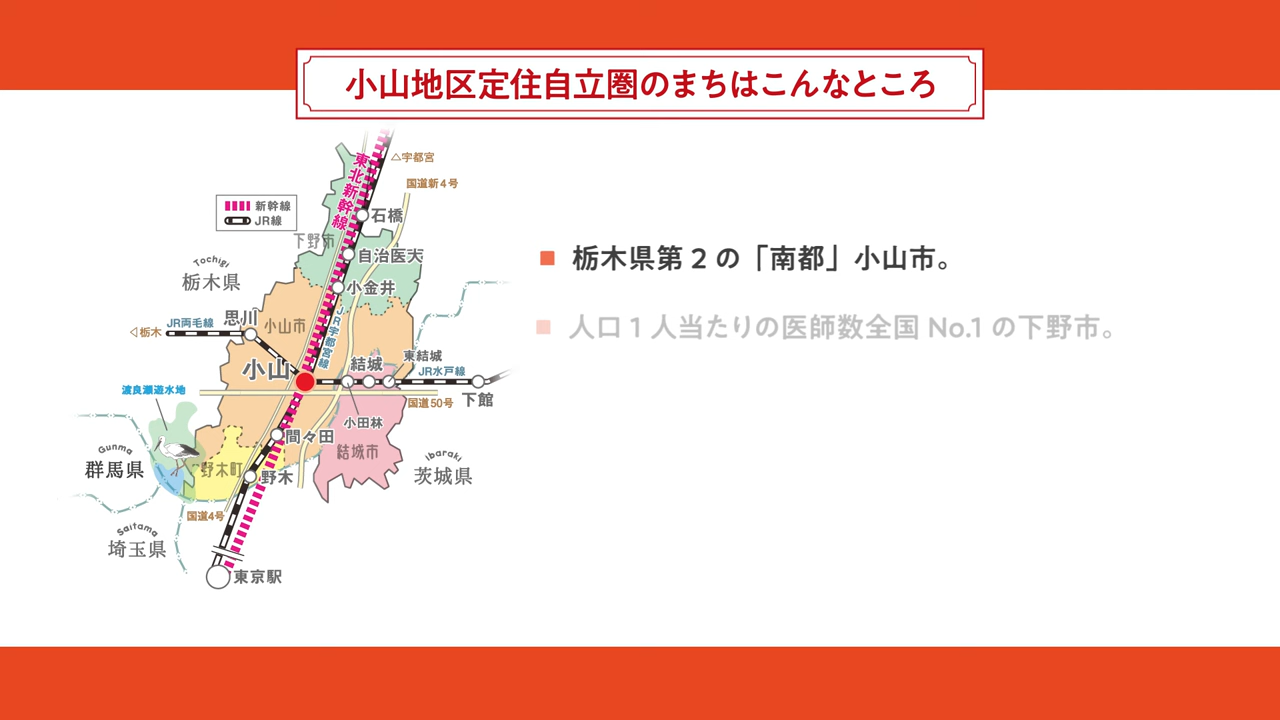 小山地区定住自立圏のまちはこんなところ
△宇都宮
東北新幹線
国道新4号
新幹線
JR線
石橋
下野市
自治医大
Tochigi
栃木県
小金井
JR両毛線
思川
◁栃木
小山市
JR宇都宮線
小山
結城
東結城
JR水戸線
渡良瀬遊水地
国道50号
下館
小田林
間々田
Gunma
群馬県
野木町
結城市
Ibaraki
茨城県
野木
国道4号
Saitama
埼玉県
東京駅
■ 栃木県第2の「南都」小山市。
■ 人口1人当たりの医師数全国 No.1 の下野市。